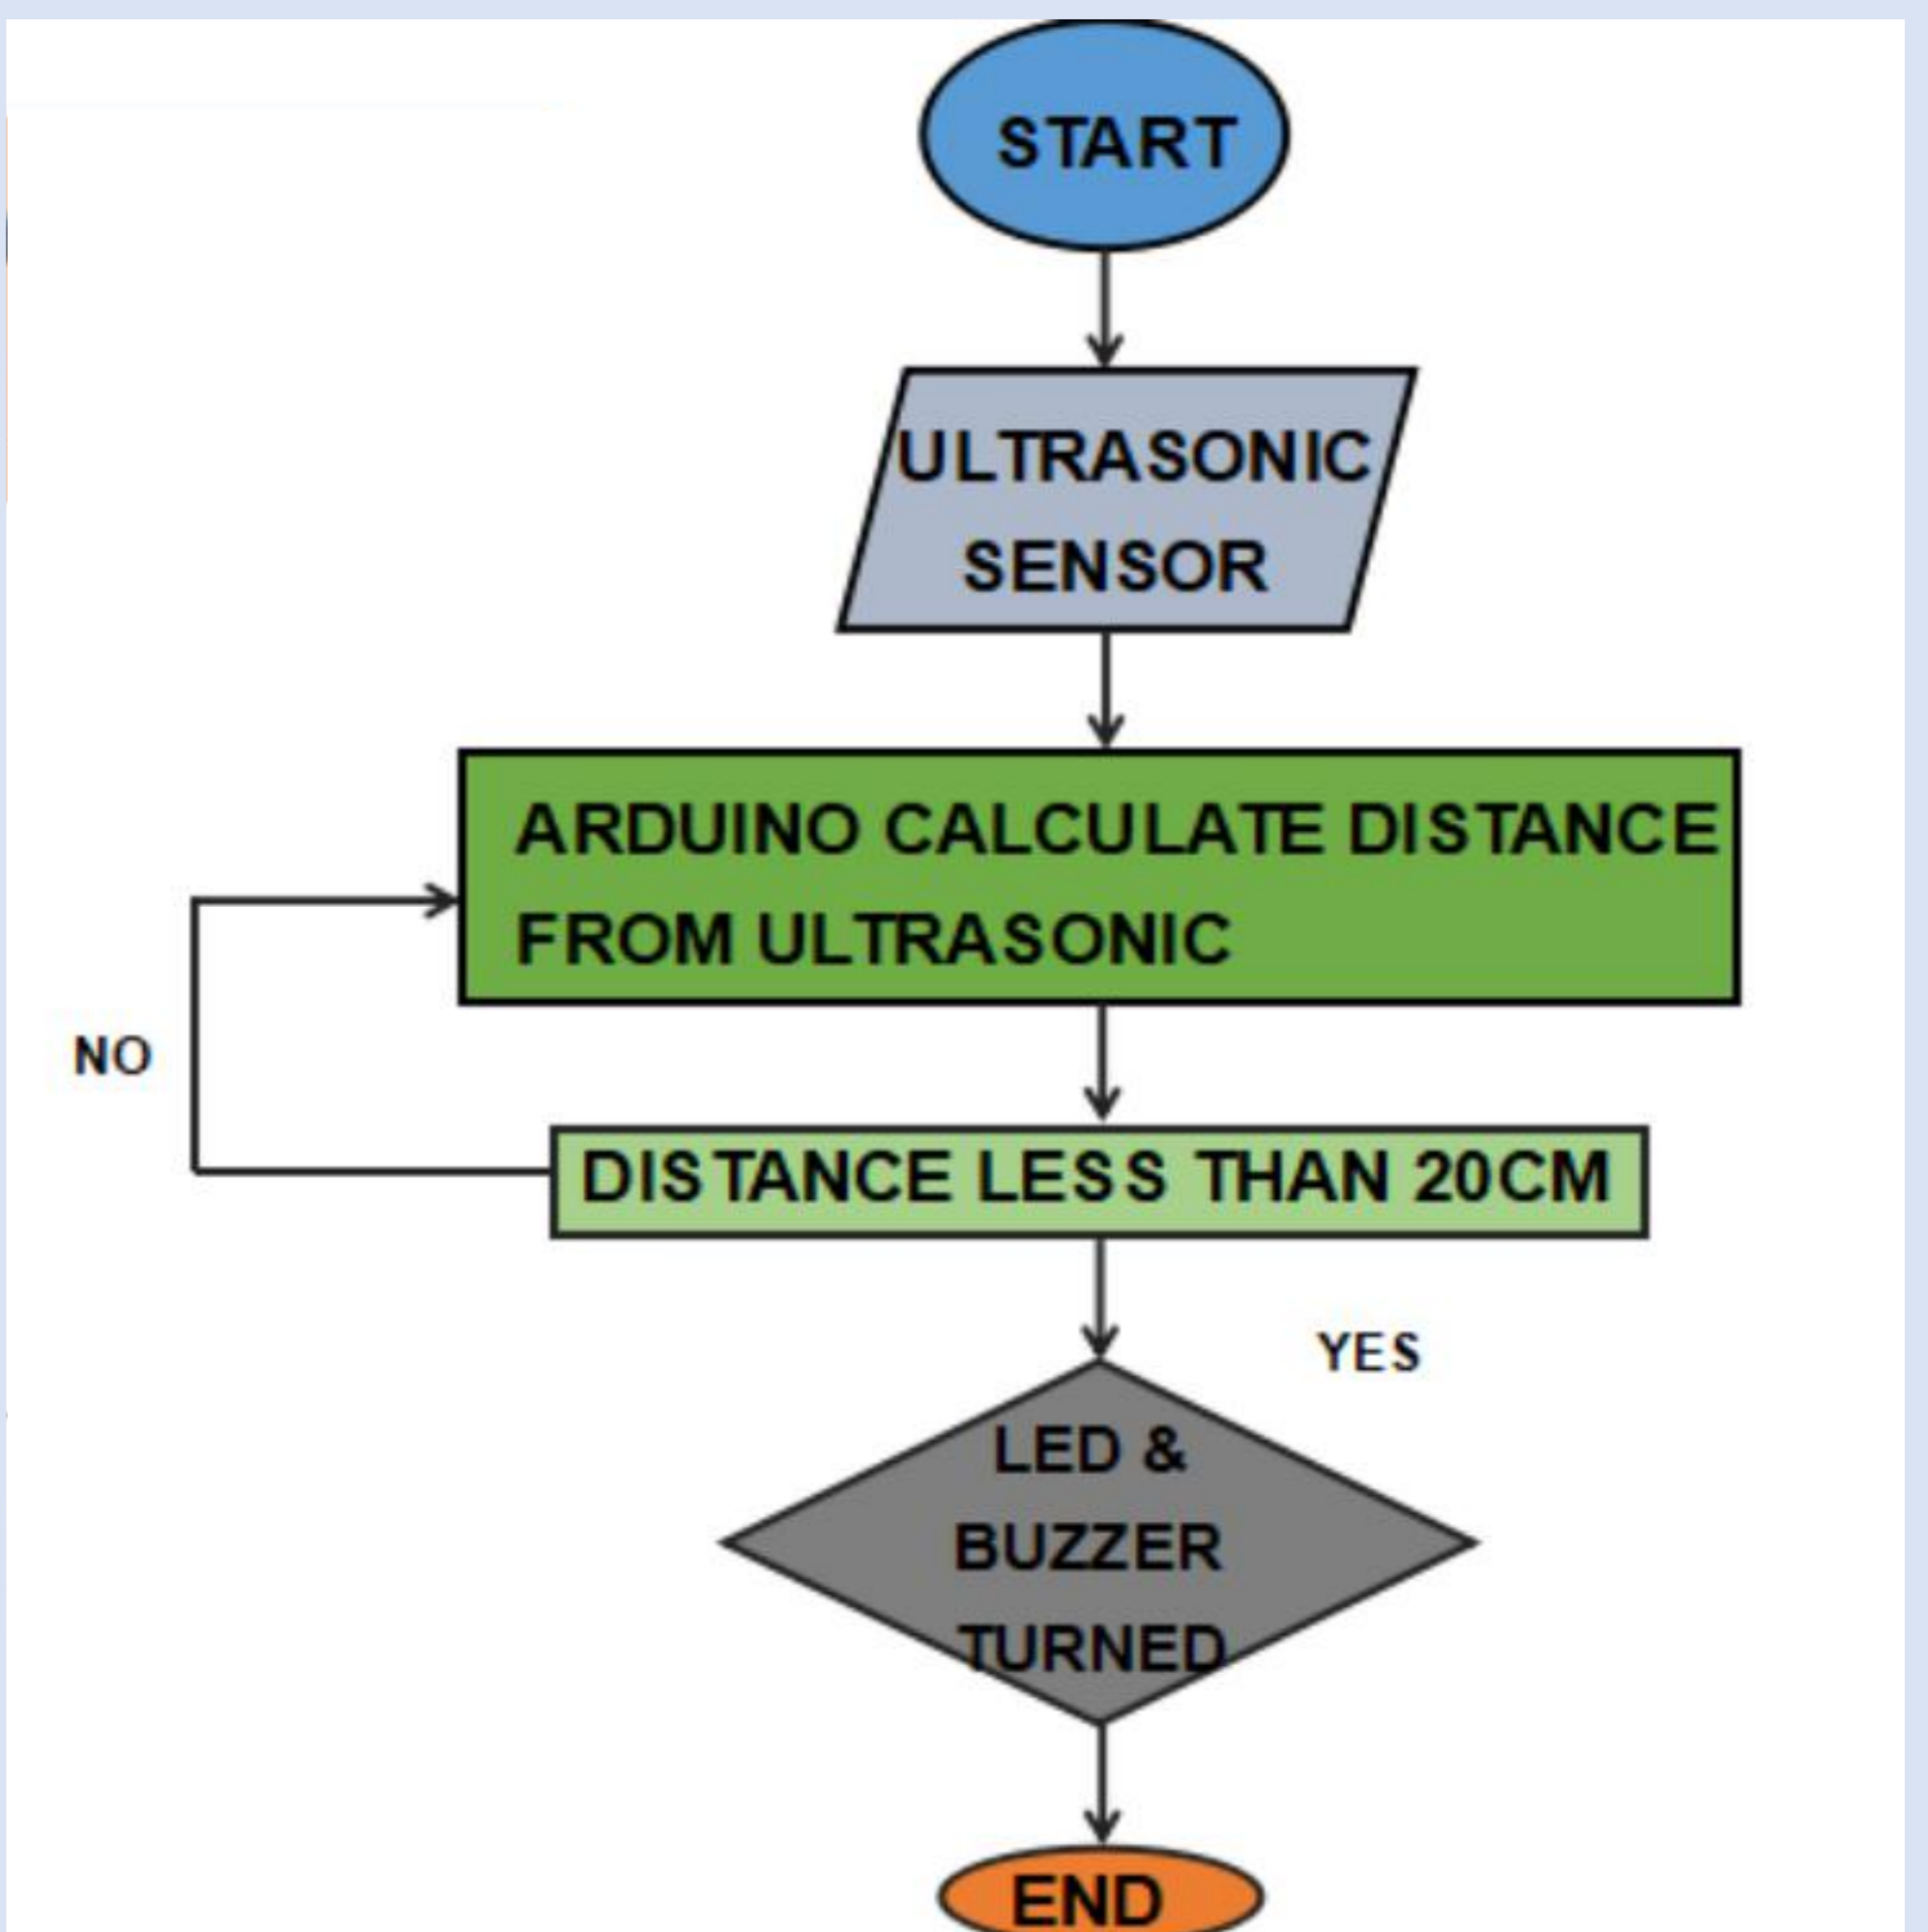 START
ULTRASONIC
SENSOR
ARDUINO CALCULATE DISTANCE
FROM ULTRASONIC
NO
DISTANCE LESS THAN 20CM
YES
LED &
BUZZER
TURNED
END